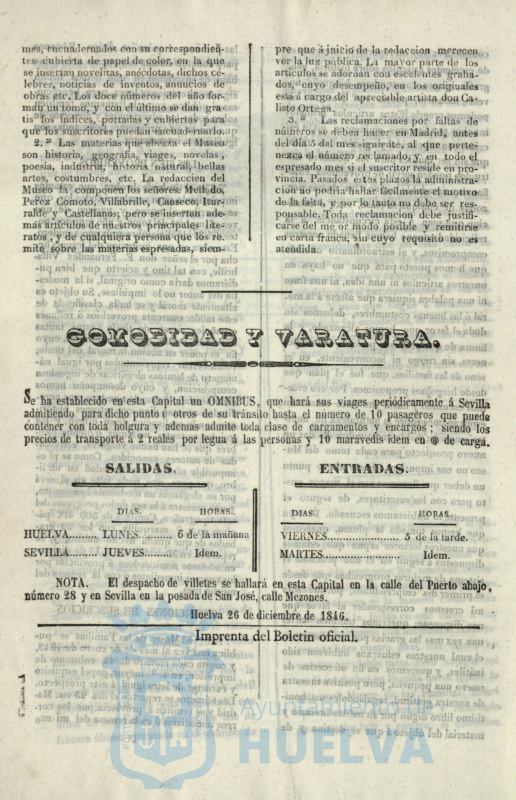 mes, encuadernados con su correspondien-
tes cubierta de papel de color, en la que
se insertan novelitas, anécdotas, dichos cé-
lebres, noticias de inventos, anuncios de
obras etc. Los doce números del año for-
man un tomo, y con el último se dan gra-
tis los indices, portadas y cubiertas para
que los suscritores puedan encuadernarlo.
2.ª Las materias que abraza el Museo
son historia, geografia, viages, novelas,
poesia, industria, historia natural, bellas
artes, costumbres, etc. La redaccion del
Museo la componen los señores: Mellado,
Perez Comoto, Villabrille, Canseco, Itur-
ralde y Castellanos; pero se insertan ade-
mas artículos de nuestros principales lite-
ratos, y de cualquiera persona que los re-
mite sobre las materias espresadas, siem-
pre que á juicio de la redaccion merecen
ver la luz pública. La mayor parte de los
artículos se adornan con escelentes graba-
dos, cuyo desempeño, en los originales
está á cargo del apreciable artista don Ca-
listo Ortega.
3.ª Las reclamaciones por faltas de
números se deben hacer en Madrid, antes
del dia 5 del mes siguiente, al que perte-
nezca el número reclamado, y en todo el
espresado mes si el suscritor reside en pro-
vincia. Pasados estos plazos la administra-
cion no podria hallar fácilmente el motivo
de la falta, y por lo tanto no debe ser res-
ponsable. Toda reclamacion debe justifi-
carse del mejor modo posible y remitirse
en carta franca, sin cuyo requisito no es
atendida.
COMODIDAD Y VARATURA.
Se ha establecido en esta Capital un OMNIBUS, que hará sus viages periódicamente á Sevilla
admitiendo para dicho punto ú otros de su tránsito hasta el número de 10 pasageros que puede
contener con toda holgura y ademas admite toda clase de cargamentos y encargos; siendo los
precios de transporte á 2 reales por legua á las personas y 10 maravedis idem en @ de carga.
SALIDAS. ENTRADAS.
DIAS. HORAS. DIAS. HORAS.
HUELVA......... LUNES.......... 6 de la mañana VIERNES...................... 5 de la tarde.
SEVILLA........ JUEVES......... Idem. MARTES....................... Idem.
NOTA. El despacho de villetes se hallará en esta Capital en la calle del Puerto abajo,
número 28 y en Sevilla en la posada de San José, calle Mezones.
Huelva 26 de diciembre de 1846.
Imprenta del Boletin oficial.
Ayuntamiento de
HUELVA